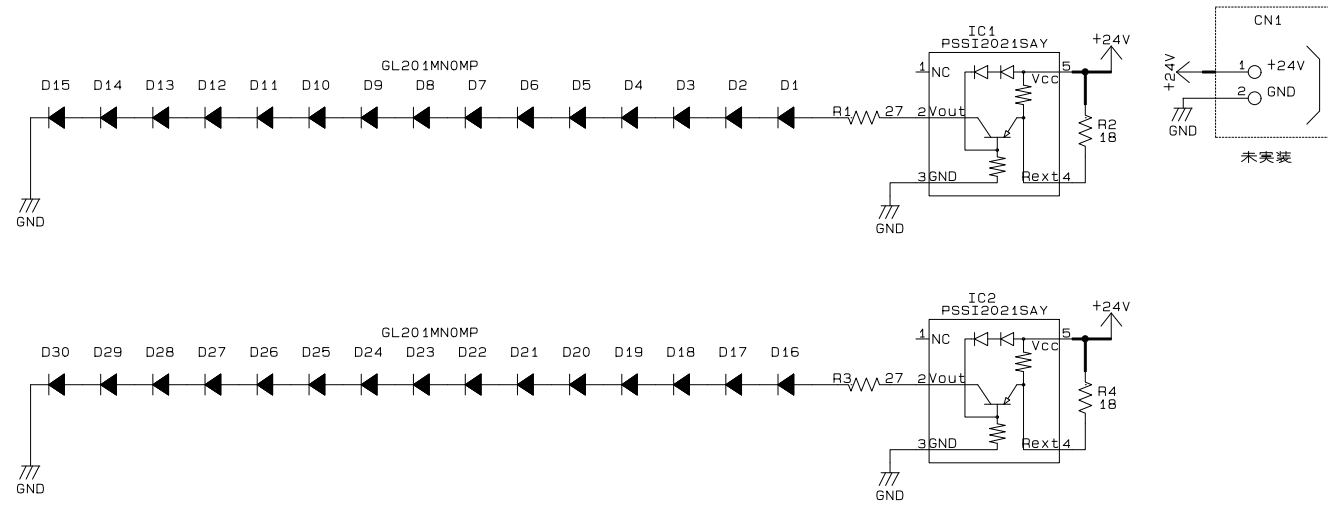 CN1
IC1
PSSI2021SAY
+24V
GL201MN0MP
1 NC
5
Vcc
+24V
1 +24V
2 GND
GND
D15 D14 D13 D12 D11 D10 D9 D8 D7 D6 D5 D4 D3 D2 D1
R1 27 2 Vout
R2
18
未実装
3 GND
Rext 4
GND
GND
IC2
PSSI2021SAY
+24V
GL201MN0MP
1 NC
5
Vcc
D30 D29 D28 D27 D26 D25 D24 D23 D22 D21 D20 D19 D18 D17 D16
R3 27 2 Vout
R4
18
3 GND
Rext 4
GND
GND